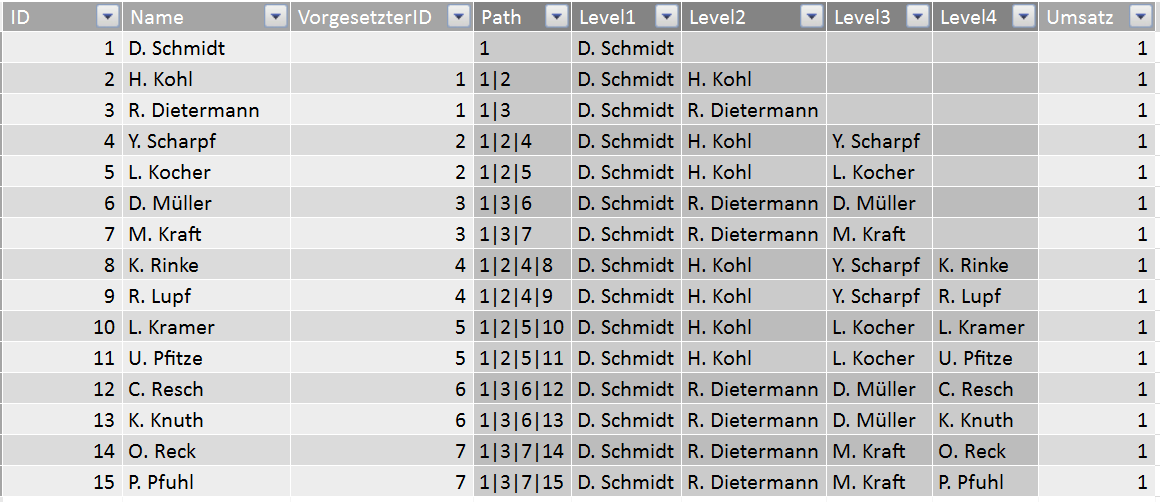 ID Name VorgesetzterID Path Level1 Level2 Level3 Level4 Umsatz
1 D. Schmidt 1 D. Schmidt 1
2 H. Kohl 1 1|2 D. Schmidt H. Kohl 1
3 R. Dietermann 1 1|3 D. Schmidt R. Dietermann 1
4 Y. Scharpf 2 1|2|4 D. Schmidt H. Kohl Y. Scharpf 1
5 L. Kocher 2 1|2|5 D. Schmidt H. Kohl L. Kocher 1
6 D. Müller 3 1|3|6 D. Schmidt R. Dietermann D. Müller 1
7 M. Kraft 3 1|3|7 D. Schmidt R. Dietermann M. Kraft 1
8 K. Rinke 4 1|2|4|8 D. Schmidt H. Kohl Y. Scharpf K. Rinke 1
9 R. Lupf 4 1|2|4|9 D. Schmidt H. Kohl Y. Scharpf R. Lupf 1
10 L. Kramer 5 1|2|5|10 D. Schmidt H. Kohl L. Kocher L. Kramer 1
11 U. Pfitze 5 1|2|5|11 D. Schmidt H. Kohl L. Kocher U. Pfitze 1
12 C. Resch 6 1|3|6|12 D. Schmidt R. Dietermann D. Müller C. Resch 1
13 K. Knuth 6 1|3|6|13 D. Schmidt R. Dietermann D. Müller K. Knuth 1
14 O. Reck 7 1|3|7|14 D. Schmidt R. Dietermann M. Kraft O. Reck 1
15 P. Pfuhl 7 1|3|7|15 D. Schmidt R. Dietermann M. Kraft P. Pfuhl 1